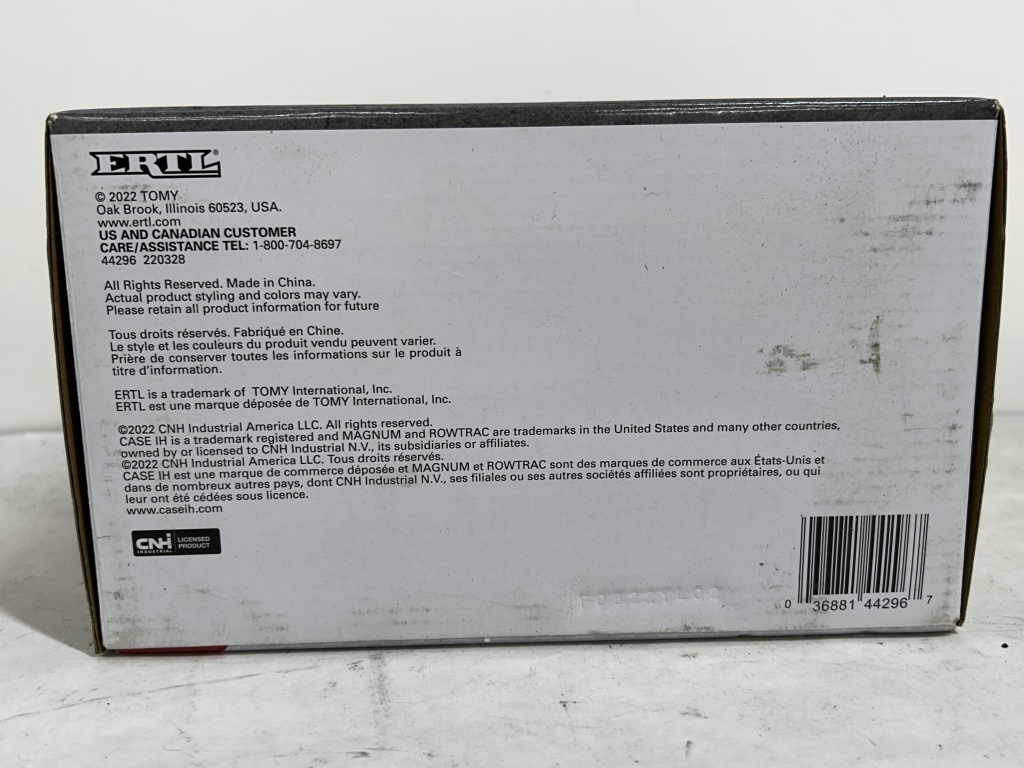 ERTL®
© 2022 TOMY
Oak Brook, Illinois 60523, USA.
www.ertl.com
US AND CANADIAN CUSTOMER
CARE/ASSISTANCE TEL: 1-800-704-8697
44296 220328
All Rights Reserved. Made in China.
Actual product styling and colors may vary.
Please retain all product information for future
Tous droits réservés. Fabriqué en Chine.
Le style et les couleurs du produit vendu peuvent varier.
Prière de conserver toutes les informations sur le produit à
titre d'information.
ERTL is a trademark of TOMY International, Inc.
ERTL est une marque déposée de TOMY International, Inc.
©2022 CNH Industrial America LLC. All rights reserved.
CASE IH is a trademark registered and MAGNUM and ROWTRAC are trademarks in the United States and many other countries,
owned by or licensed to CNH Industrial N.V., its subsidiaries or affiliates.
©2022 CNH Industrial America LLC. Tous droits réservés.
CASE IH est une marque de commerce déposée et MAGNUM et ROWTRAC sont des marques de commerce aux États-Unis et
dans de nombreux autres pays, dont CNH Industrial N.V., ses filiales ou ses autres sociétés affiliées sont propriétaires, ou qui
leur ont été cédées sous licence.
www.caseih.com
CNH INDUSTRIAL
LICENSED
PRODUCT
0 36881 44296 7